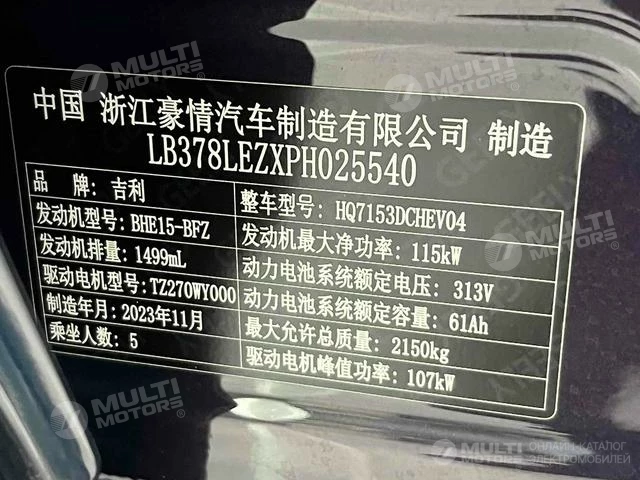 中国 浙江豪情汽车制造有限公司 制造
LB378LEZXPH025540
品 牌: 吉利
整车型号: HQ7153DCHEV04
发动机型号: BHE15-BFZ
发动机最大净功率: 115kW
发动机排量: 1499mL
动力电池系统额定电压: 313V
驱动电机型号: TZ270WY000
动力电池系统额定容量: 61Ah
制造年月: 2023年11月
最大允许总质量: 2150kg
乘坐人数: 5
驱动电机峰值功率: 107kW
MULTI MOTORS
MULTI MOTORS
MULTI MOTORS
MULTI MOTORS
MULTI MOTORS
ОНЛАЙН-КАТАЛОГ
ЭЛЕКТРОМОБИЛЕЙ